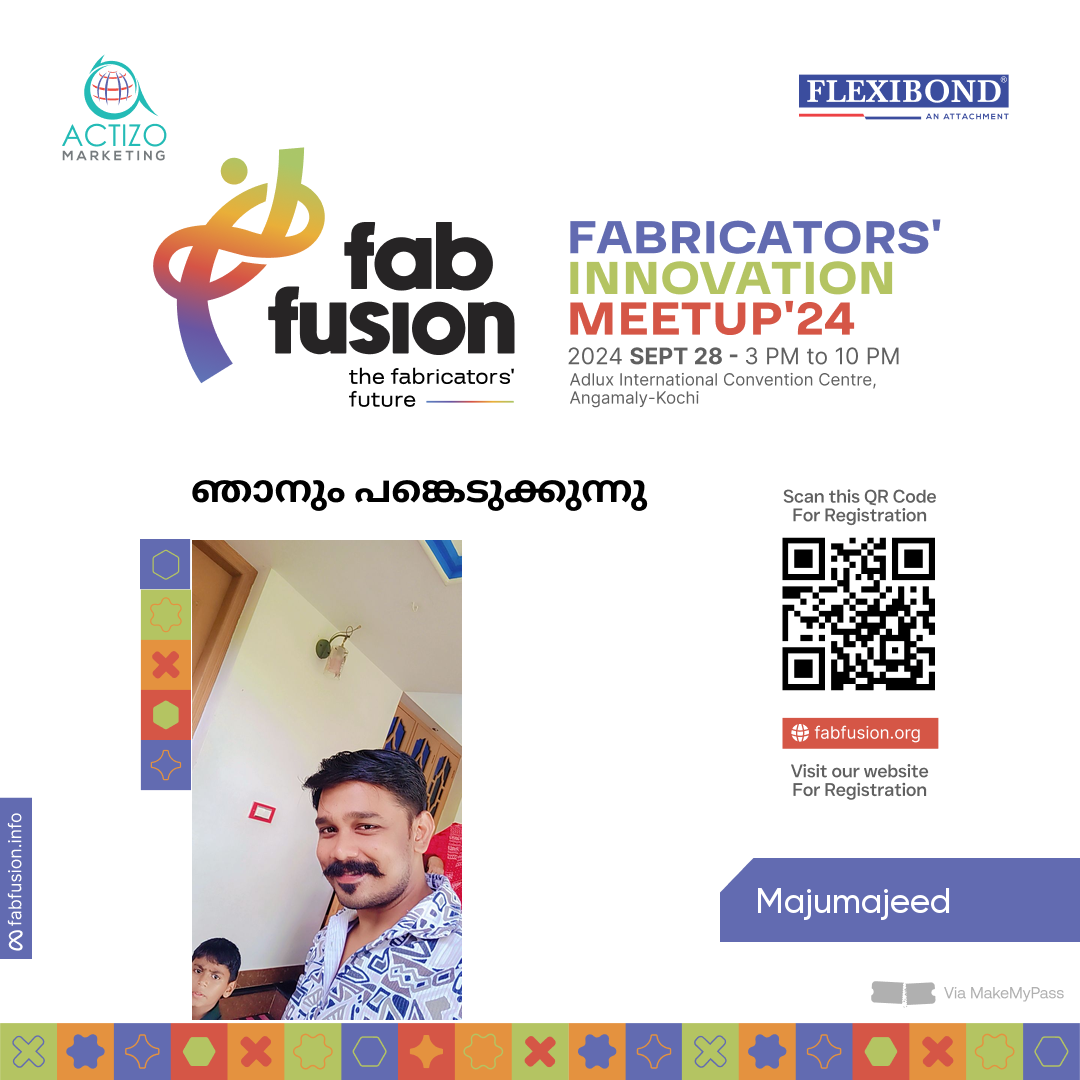 ACTIZO
MARKETING
FLEXIBOND®
AN ATTACHMENT
fab
fusion
the fabricators'
future
FABRICATORS'
INNOVATION
MEETUP'24
2024 SEPT 28 - 3 PM to 10 PM
Adlux International Convention Centre,
Angamaly-Kochi
ഞാനും പങ്കെടുക്കുന്നു
Scan this QR Code
For Registration
fabfusion.org
Visit our website
For Registration
fabfusion.info
Majumajeed
Via MakeMyPass